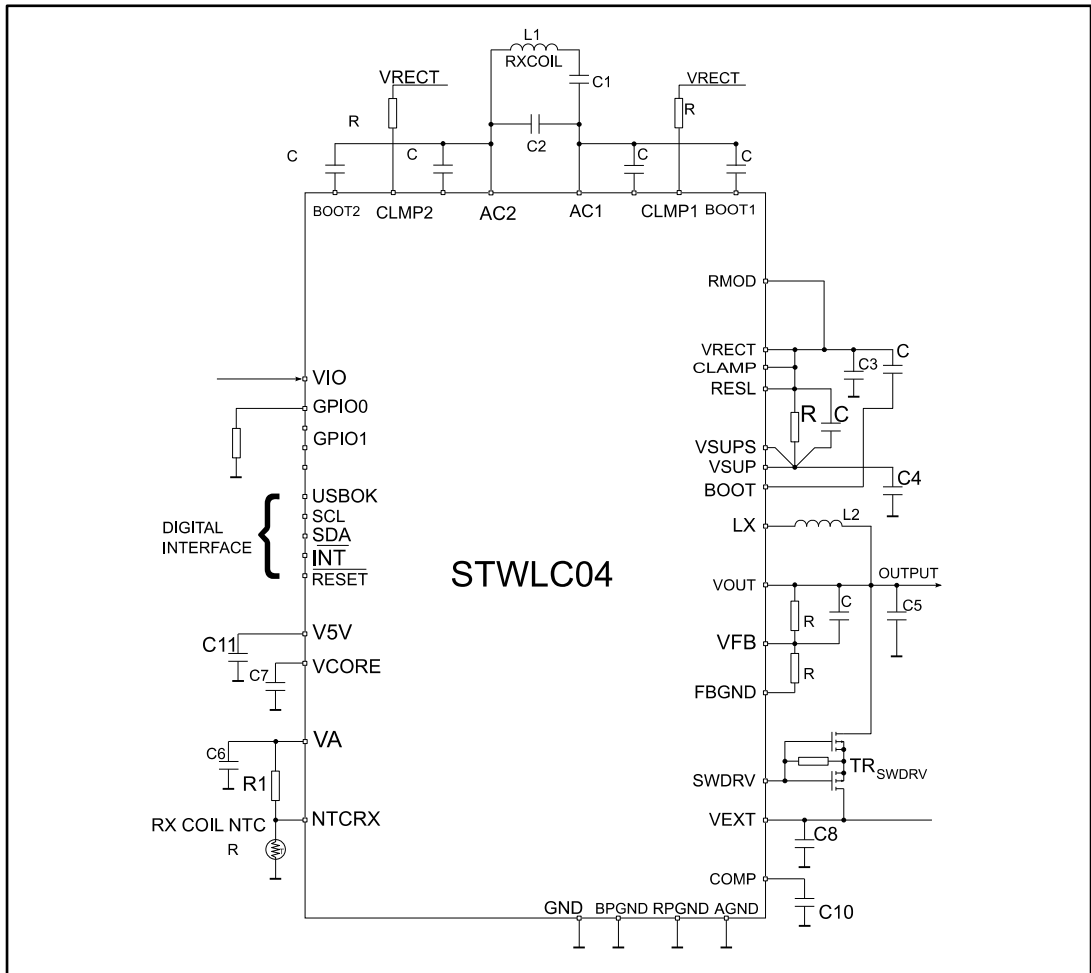 L1
RXCOIL
VRECT
C1
VRECT
R
R
C2
C
C
C
C
BOOT2
CLMP2
AC2
AC1
CLMP1
BOOT1
RMOD
VRECT
C3
C
CLAMP
RESL
R
C
VSUPS
VSUP
C4
BOOT
LX
L2
VIO
GPIO0
GPIO1
USBOK
SCL
SDA
INT
RESET
DIGITAL
INTERFACE
STWLC04
VOUT
OUTPUT
C
C5
R
VFB
R
FBGND
V5V
C11
VCORE
C7
VA
C6
R1
NTCRX
RX COIL NTC
R
T
SWDRV
TRSWDRV
VEXT
C8
COMP
C10
GND
BPGND
RPGND
AGND